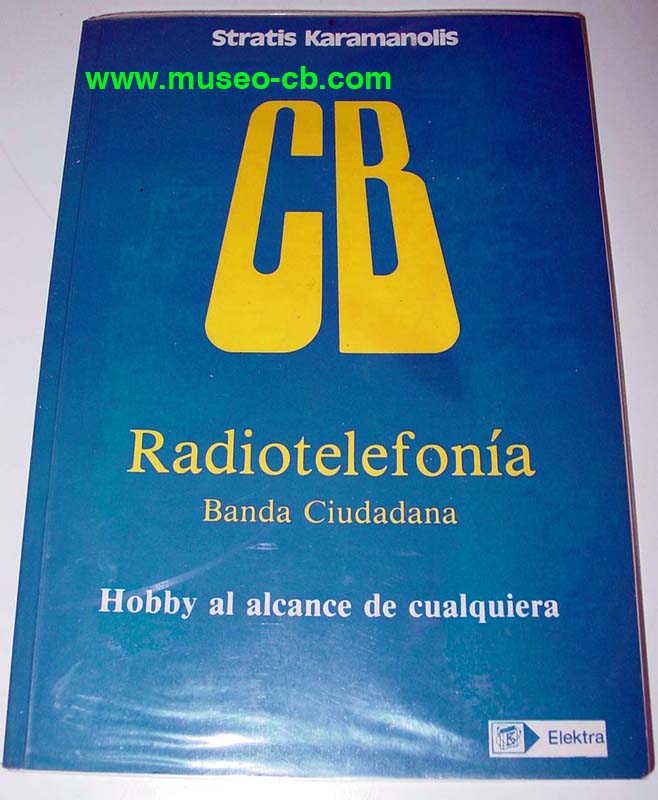 Stratis Karamanolis
www.museo-cb.com
CB
Radiotelefonía
Banda Ciudadana
Hobby al alcance de cualquiera
Elektra